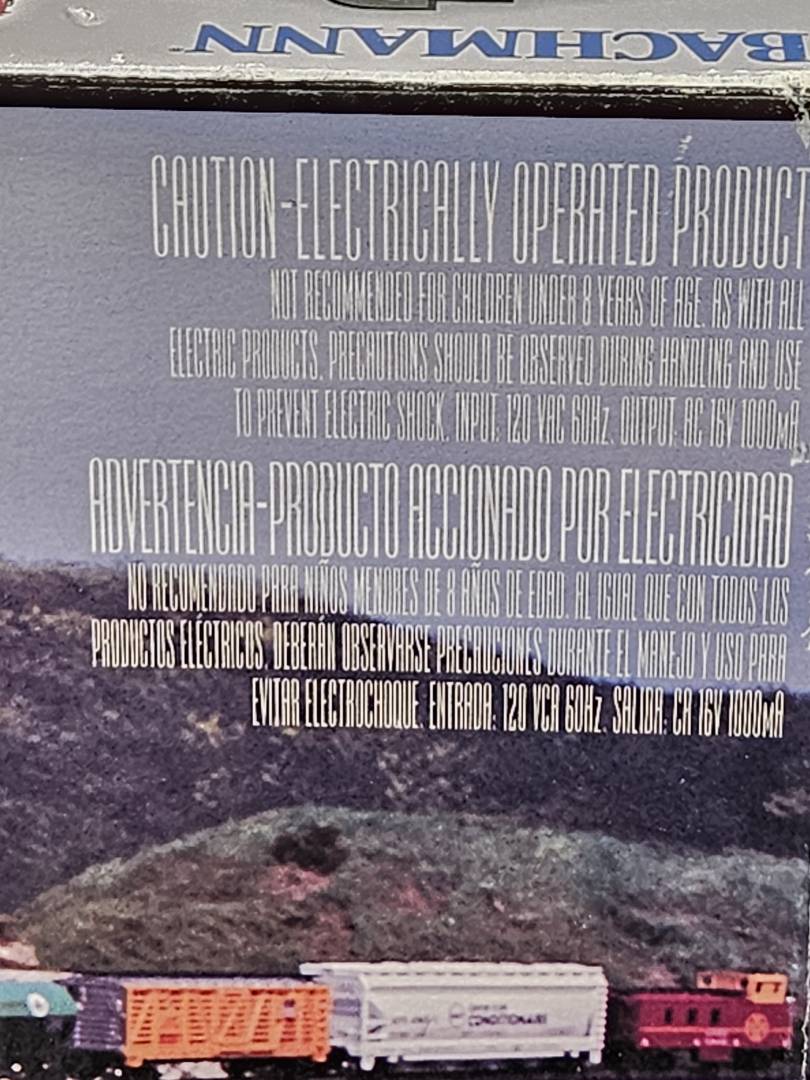 BACHMANN
CAUTION-ELECTRICALLY OPERATED PRODUCT
NOT RECOMMENDED FOR CHILDREN UNDER 8 YEARS OF AGE. AS WITH ALL
ELECTRIC PRODUCTS, PRECAUTIONS SHOULD BE OBSERVED DURING HANDLING AND USE
TO PREVENT ELECTRIC SHOCK. INPUT: 120 VAC 60Hz. OUTPUT: AC 16V 1000mA
ADVERTENCIA-PRODUCTO ACCIONADO POR ELECTRICIDAD
NO RECOMENDADO PARA NIÑOS MENORES DE 8 AÑOS DE EDAD. AL IGUAL QUE CON TODOS LOS
PRODUCTOS ELÉCTRICOS, DEBERÁN OBSERVARSE PRECAUCIONES DURANTE EL MANEJO Y USO PARA
EVITAR ELECTROCHOQUE. ENTRADA: 120 VCA 60Hz. SALIDA: CA 16V 1000mA
CONDITIONAIRE